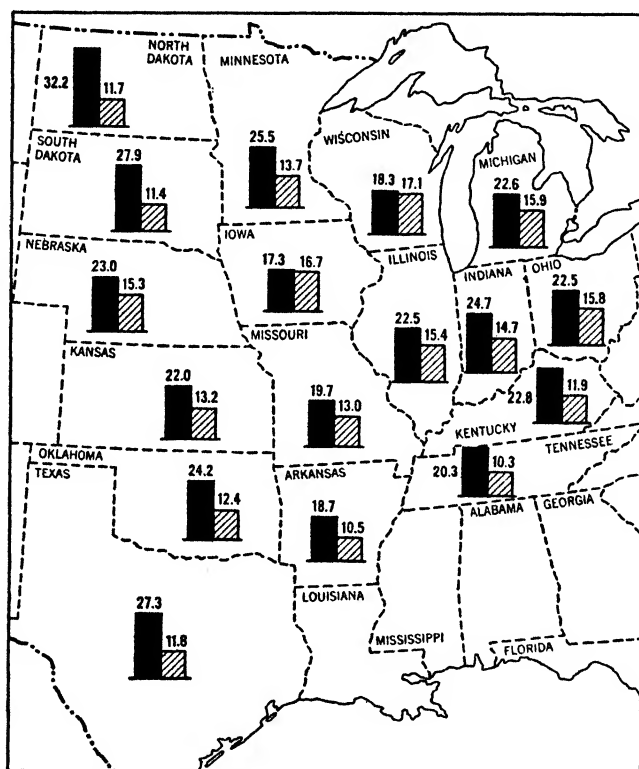 NORTH
DAKOTA
MINNESOTA
32.2
11.7
SOUTH
DAKOTA
27.9
11.4
25.5
13.7
WISCONSIN
18.3 17.1
MICHIGAN
22.6
15.9
NEBRASKA
23.0
15.3
IOWA
17.3 16.7
ILLINOIS
22.5
15.4
INDIANA
24.7
14.7
OHIO
22.5
15.8
KANSAS
22.0
13.2
MISSOURI
19.7
13.0
22.8
11.9
KENTUCKY
TENNESSEE
20.3
10.3
OKLAHOMA
TEXAS
24.2
12.4
ARKANSAS
18.7
10.5
ALABAMA
GEORGIA
27.3
11.8
LOUISIANA
MISSISSIPPI
FLORIDA